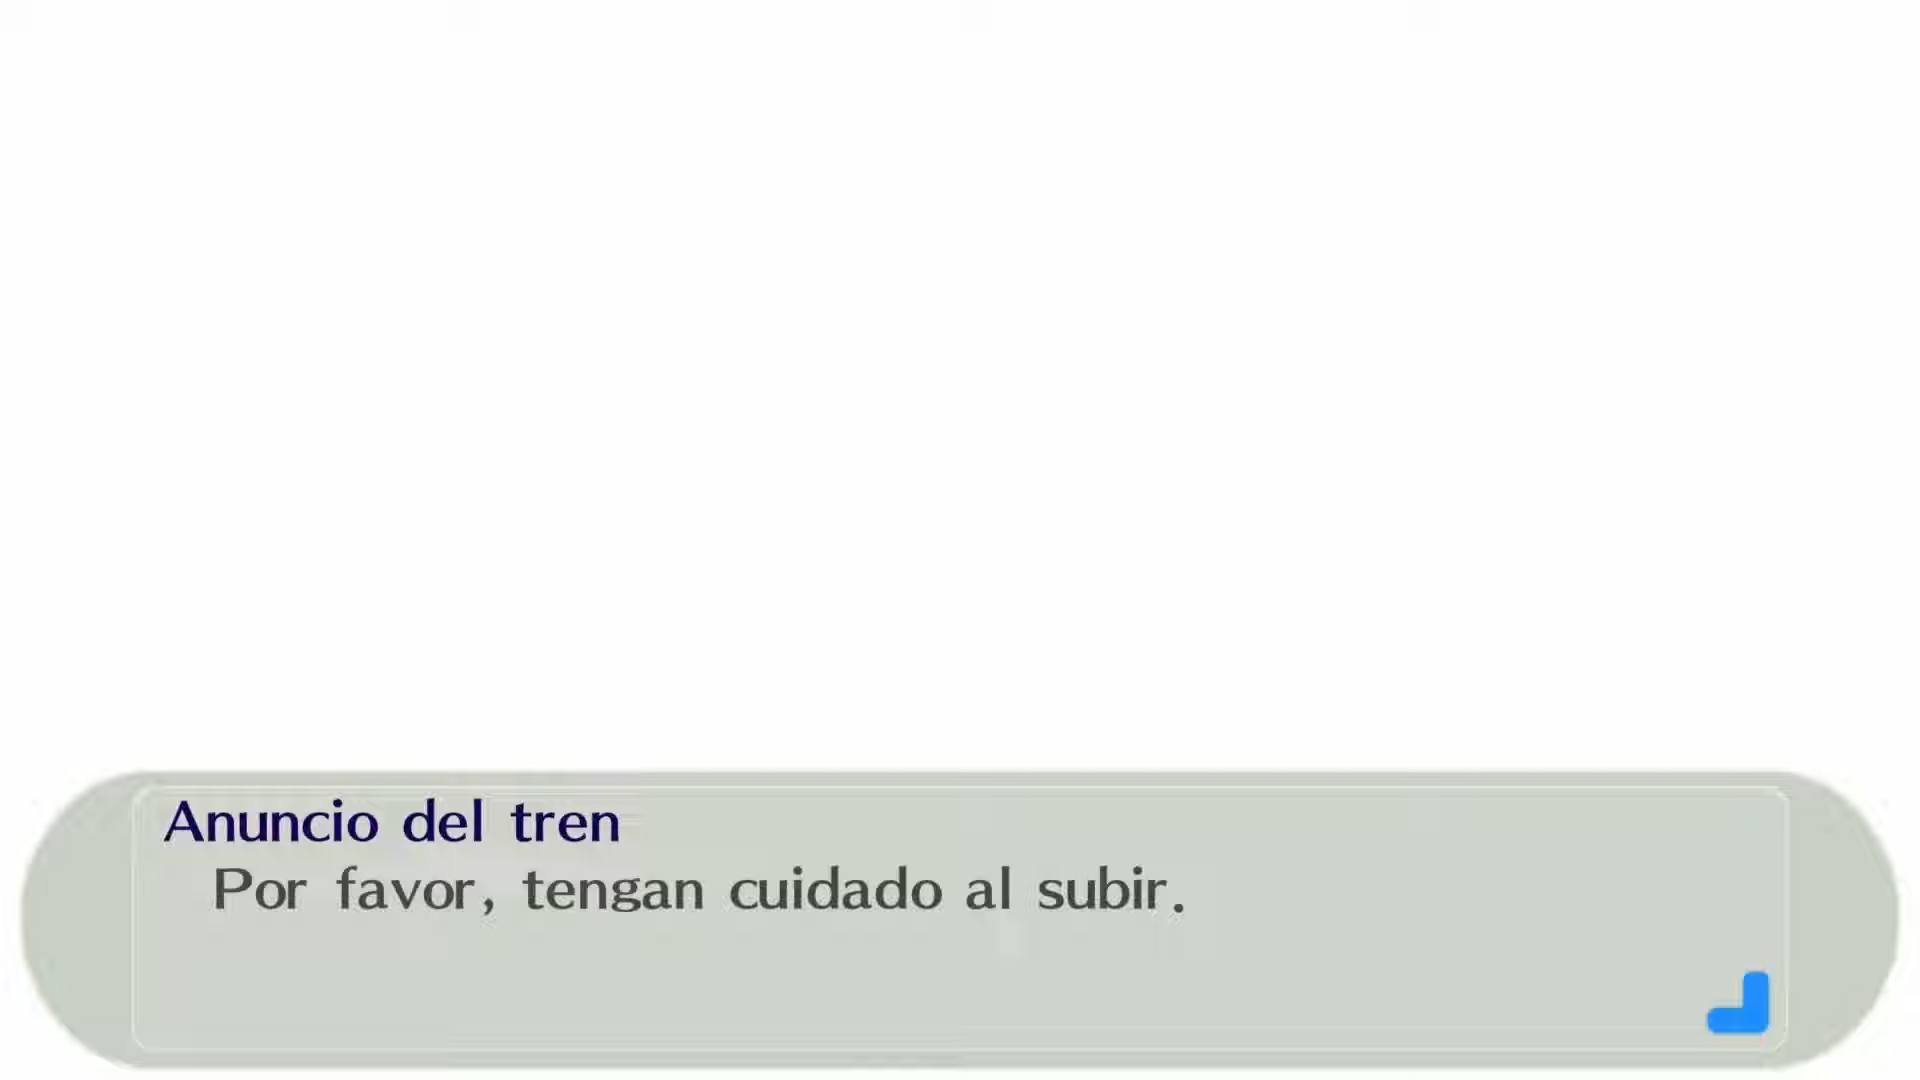 Anuncio del tren
Por favor, tengan cuidado al subir.